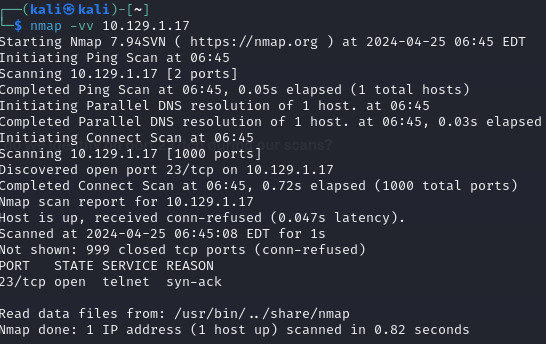 ┌──(kali㉿kali)-[~]
└─$ nmap -vv 10.129.1.17
Starting Nmap 7.94SVN ( https://nmap.org ) at 2024-04-25 06:45 EDT
Initiating Ping Scan at 06:45
Scanning 10.129.1.17 [2 ports]
Completed Ping Scan at 06:45, 0.05s elapsed (1 total hosts)
Initiating Parallel DNS resolution of 1 host. at 06:45
Completed Parallel DNS resolution of 1 host. at 06:45, 0.03s elapsed
Initiating Connect Scan at 06:45
Scanning 10.129.1.17 [1000 ports]
our scans?
Discovered open port 23/tcp on 10.129.1.17
Completed Connect Scan at 06:45, 0.72s elapsed (1000 total ports)
Nmap scan report for 10.129.1.17
Host is up, received conn-refused (0.047s latency).
Scanned at 2024-04-25 06:45:08 EDT for 1s
Not shown: 999 closed tcp ports (conn-refused)
PORT   STATE SERVICE REASON
23/tcp open  telnet  syn-ack
Read data files from: /usr/bin/../share/nmap
Nmap done: 1 IP address (1 host up) scanned in 0.82 seconds